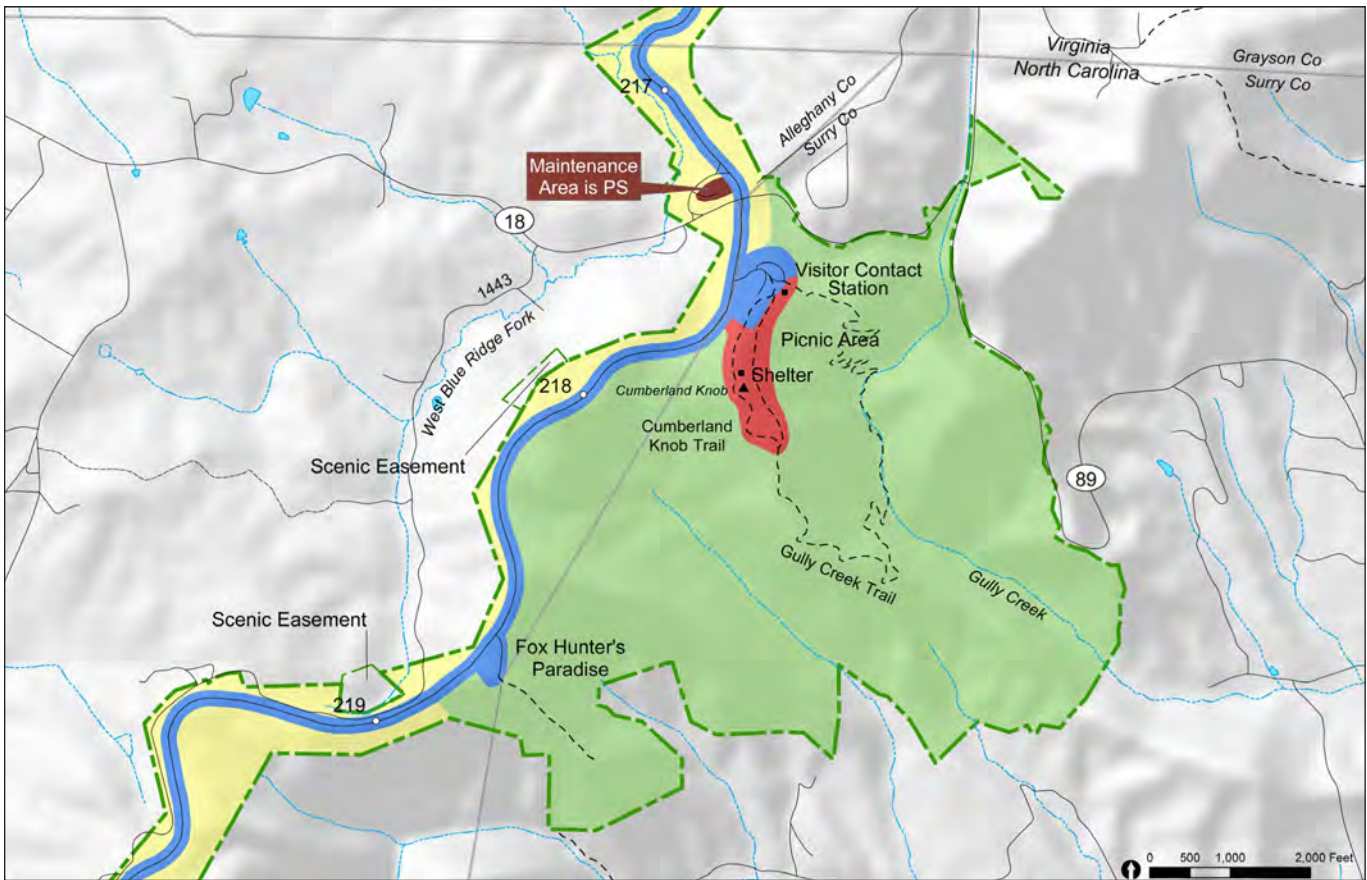 Virginia
North Carolina
Grayson Co
Surry Co
217
Alleghany Co
Surry Co
Maintenance
Area is PS
18
Visitor Contact
Station
1443
West Blue Ridge Fork
Picnic Area
Shelter
218
Cumberland Knob
Cumberland
Knob Trail
Scenic Easement
89
Gully Creek Trail
Gully Creek
Scenic Easement
Fox Hunter's
Paradise
219
0 500 1,000 2,000 Feet